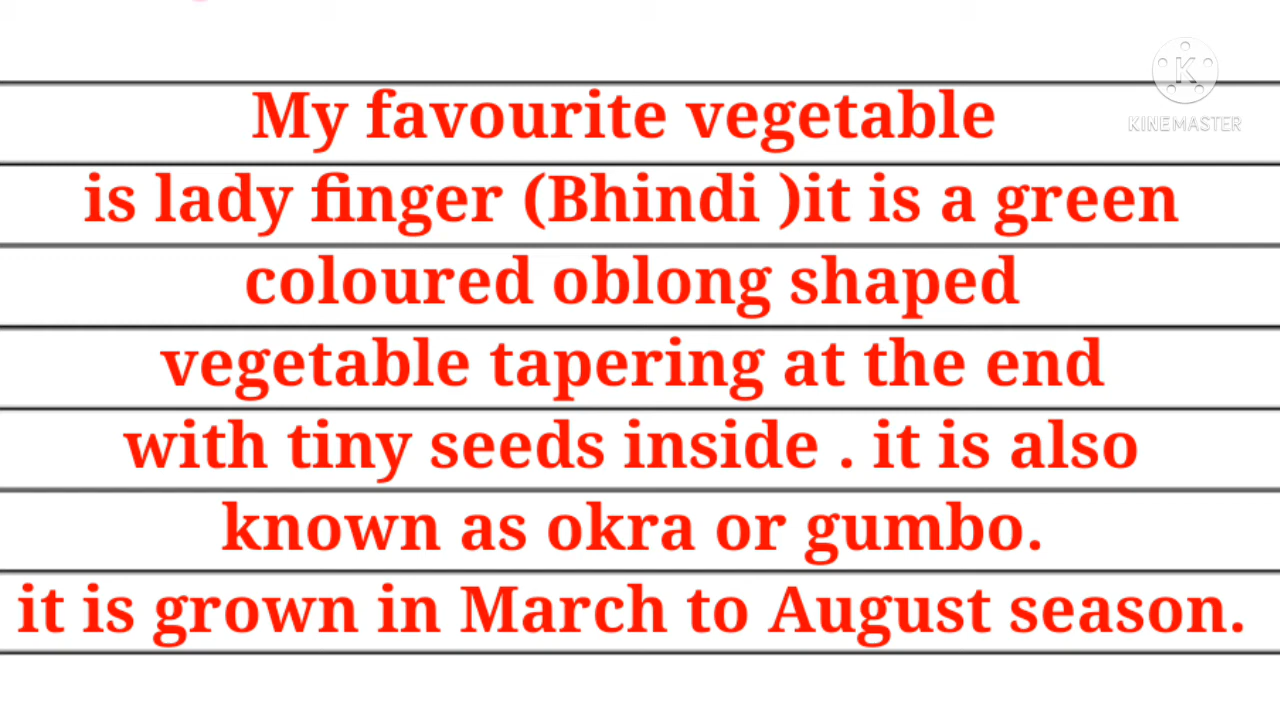 KINEMASTER
My favourite vegetable
is lady finger (Bhindi )it is a green
coloured oblong shaped
vegetable tapering at the end
with tiny seeds inside . it is also
known as okra or gumbo.
it is grown in March to August season.